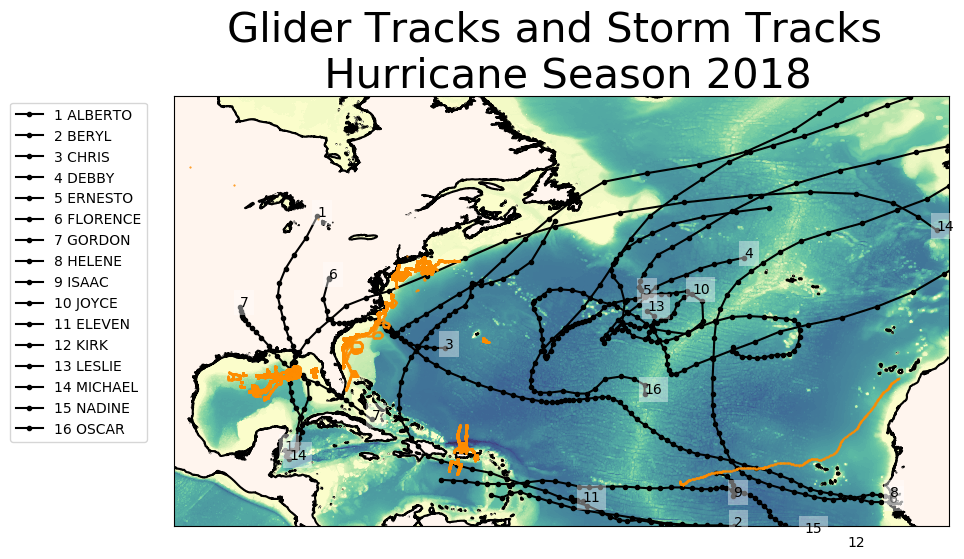 Glider Tracks and Storm Tracks
Hurricane Season 2018
1 ALBERTO
2 BERYL
3 CHRIS
4 DEBBY
5 ERNESTO
6 FLORENCE
7 GORDON
8 HELENE
9 ISAAC
10 JOYCE
11 ELEVEN
12 KIRK
13 LESLIE
14 MICHAEL
15 NADINE
16 OSCAR
1
14
4
6
5
10
7
13
3
16
7
1
14
9
8
11
2
15
12